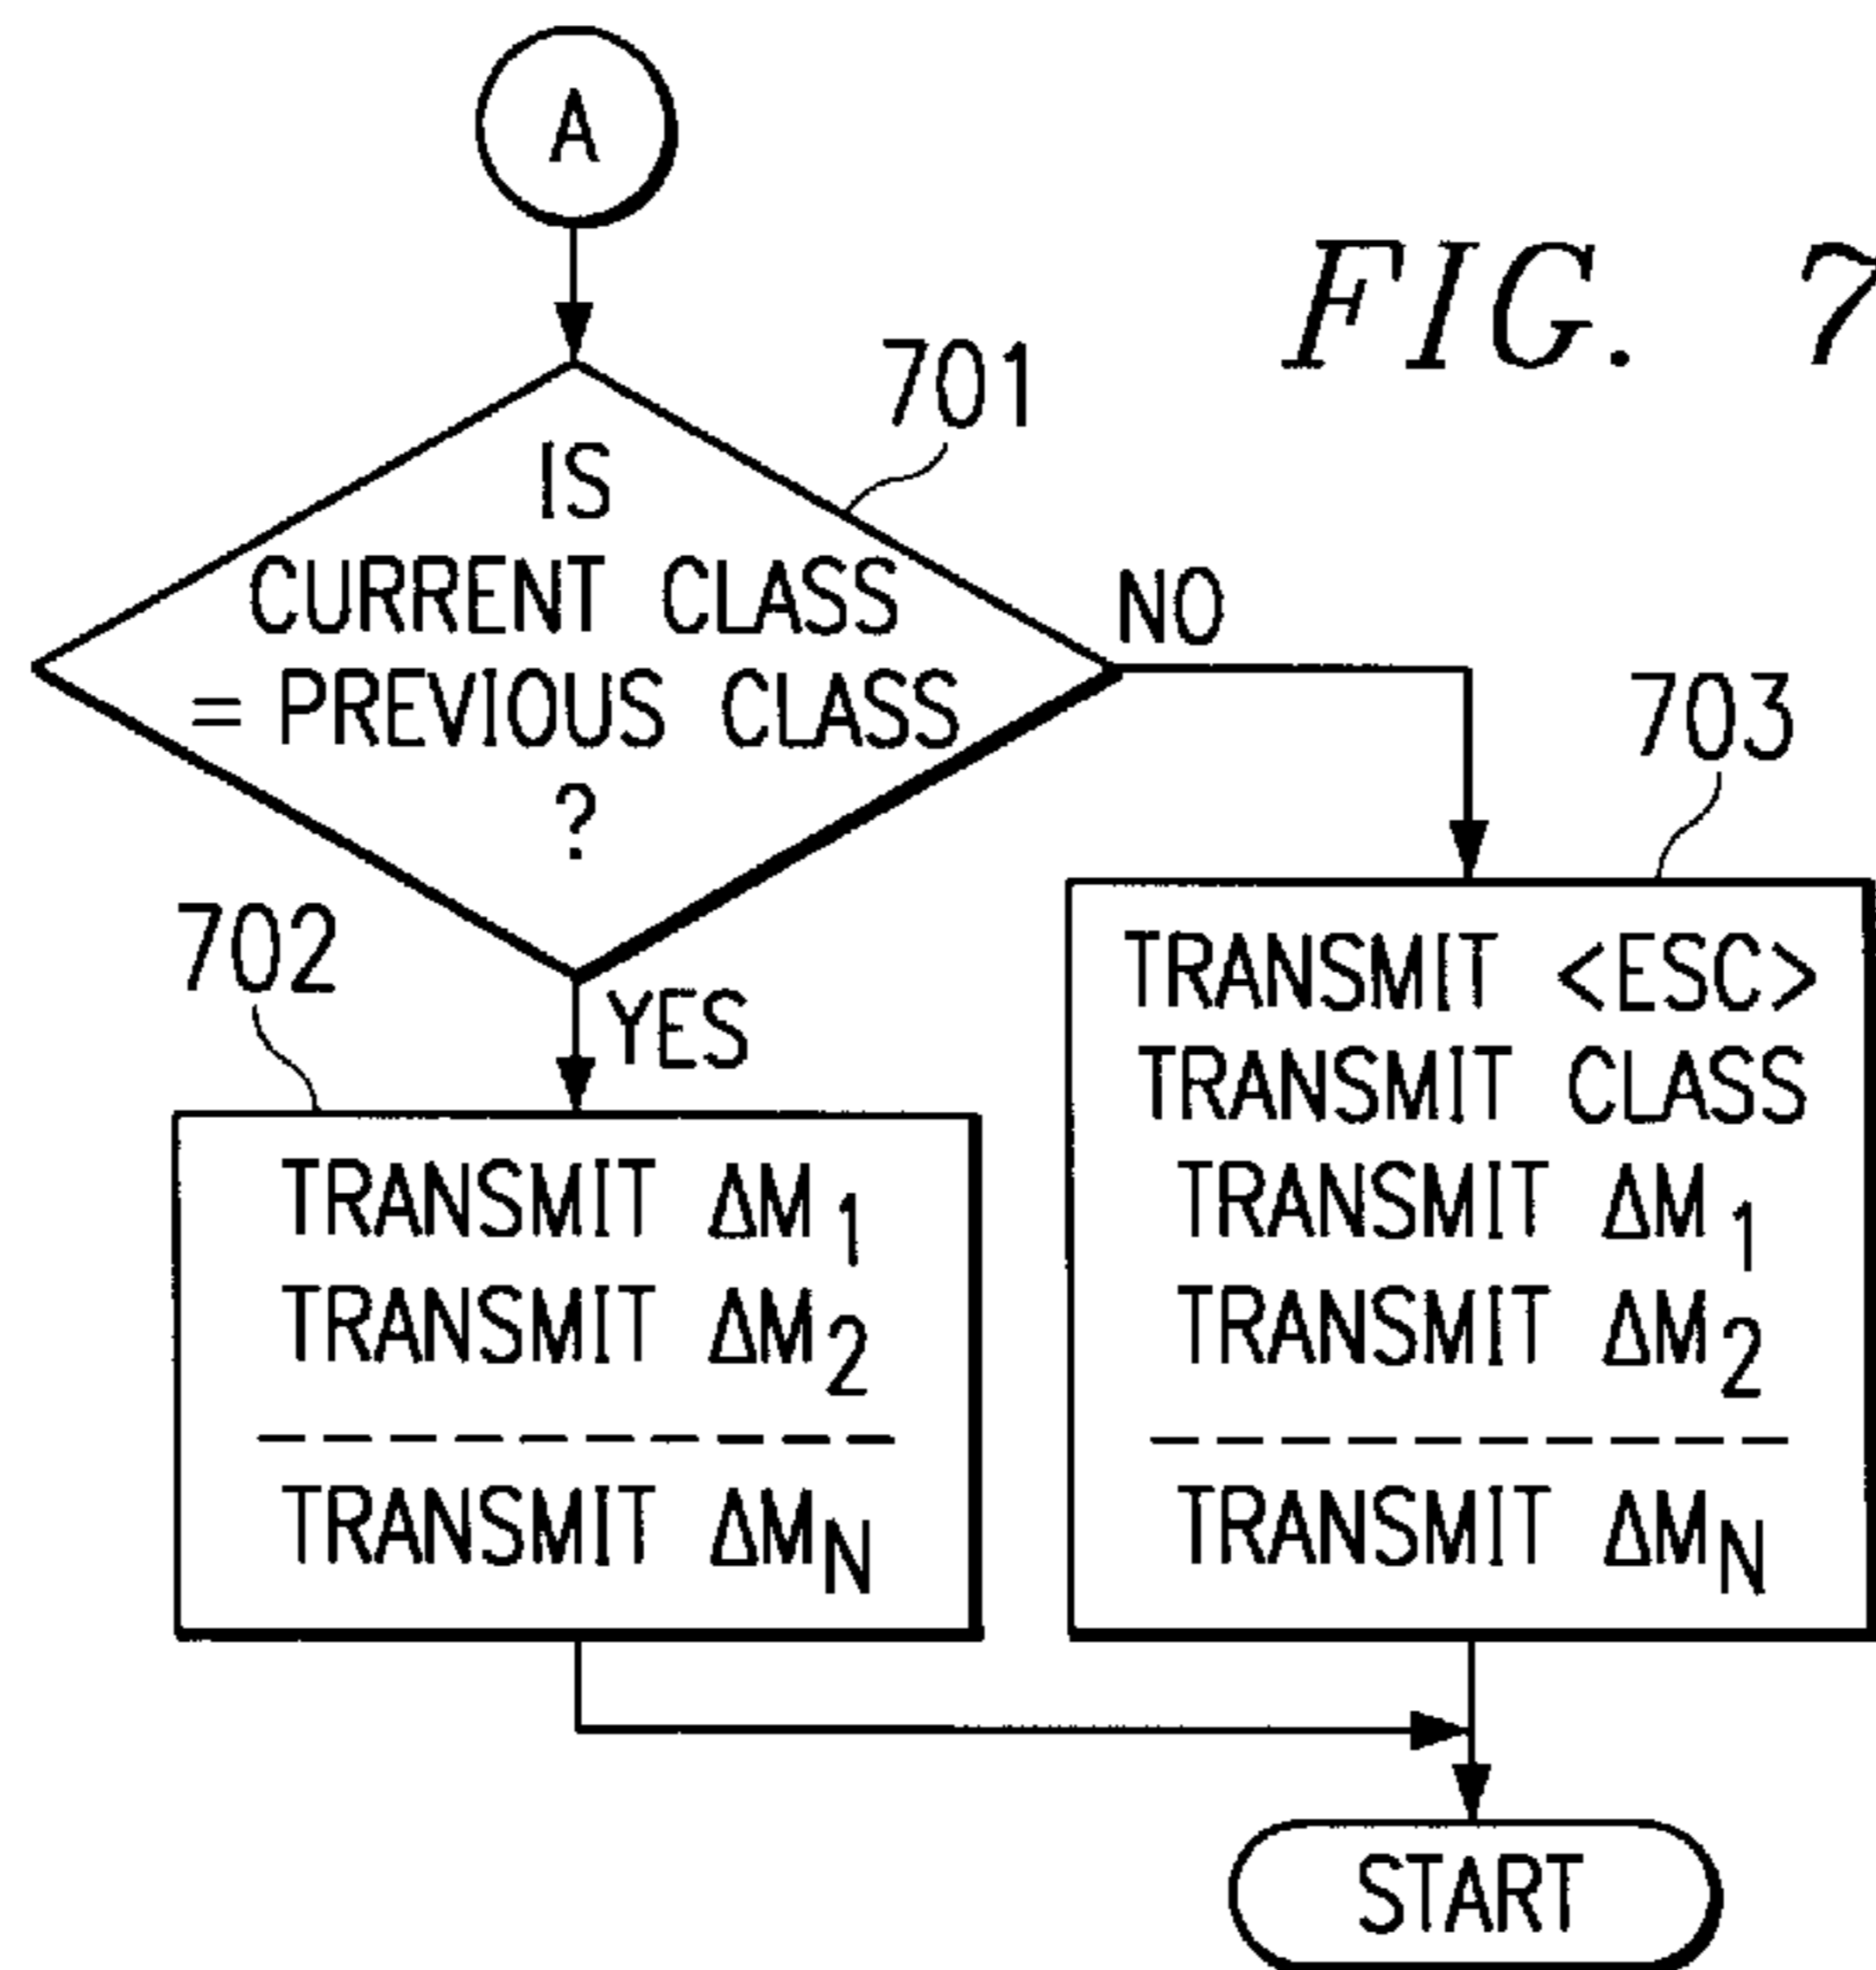 A
FIG. 7
701
IS
CURRENT CLASS
= PREVIOUS CLASS
?
NO
YES
702
TRANSMIT ΔM1
TRANSMIT ΔM2
TRANSMIT ΔMN
703
TRANSMIT <ESC>
TRANSMIT CLASS
TRANSMIT ΔM1
TRANSMIT ΔM2
TRANSMIT ΔMN
START